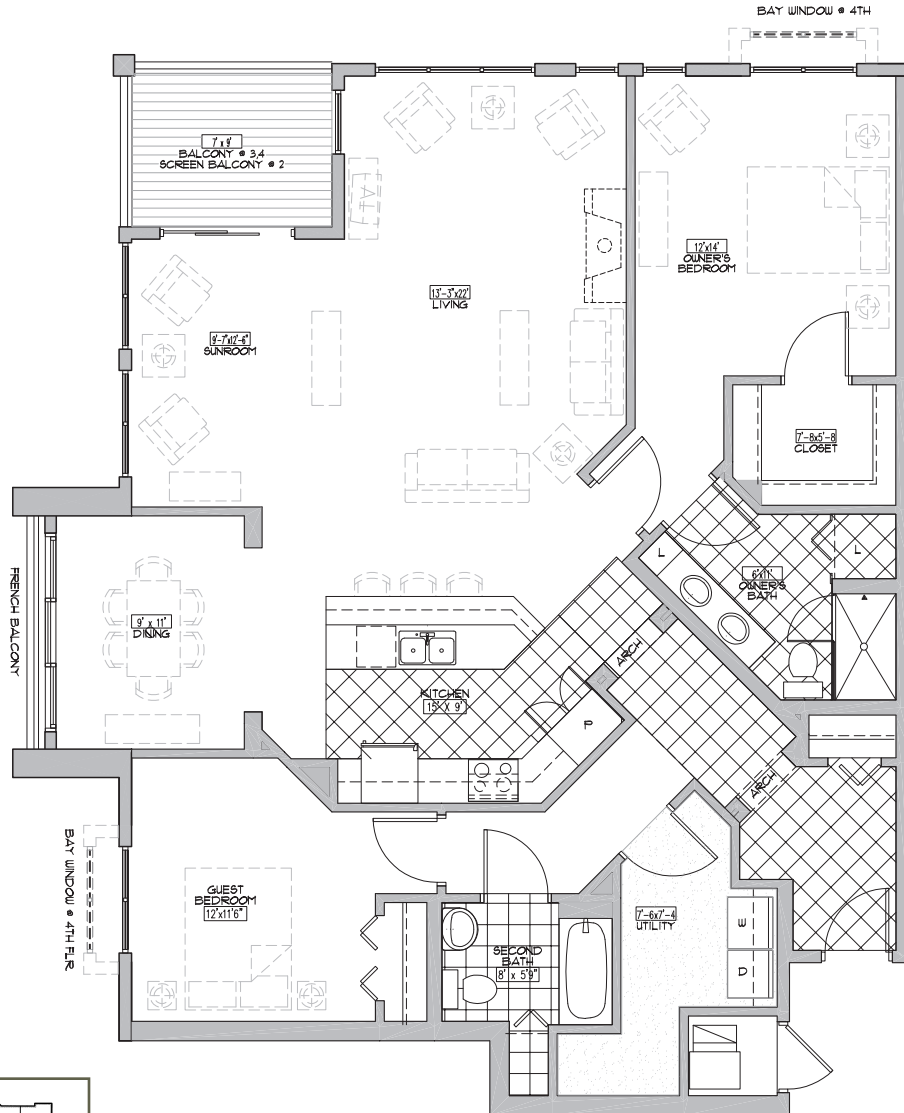 BAY WINDOW @ 4TH
7' x 9'
BALCONY @ 3,4
SCREEN BALCONY @ 2
12'x14'
OWNER'S
BEDROOM
13'-3"x22'
LIVING
9'-7"x12'-6"
SUNROOM
7'-8x5'-8
CLOSET
L
L
6'x11'
OWNER'S
BATH
FRENCH BALCONY
9' x 11'
DINING
ARCH
KITCHEN
15' X 9'
P
ARCH
BAY WINDOW @ 4TH FLR
GUEST
BEDROOM
12'x11'6"
7'-6x7'-4
UTILITY
W
D
SECOND
BATH
8' x 5'9"